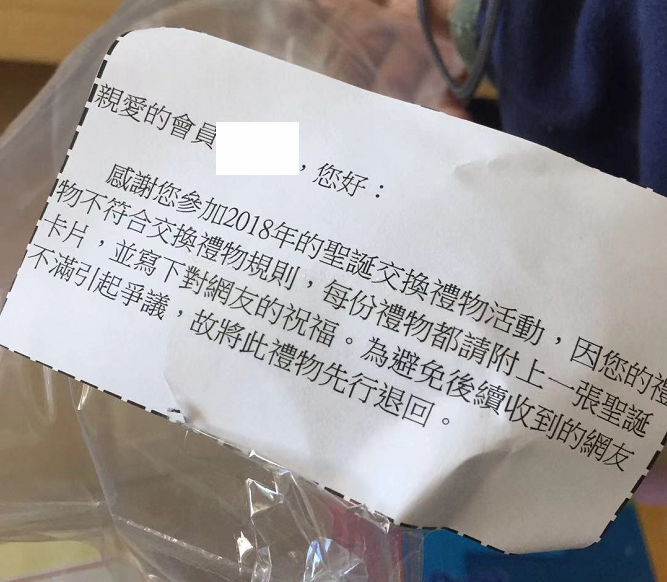 親愛的會員 ，您好：
感謝您參加2018年的聖誕交換禮物活動，因您的禮
物不符合交換禮物規則，每份禮物都請附上一張聖誕
卡片，並寫下對網友的祝福。為避免後續收到的網友
不滿引起爭議，故將此禮物先行退回。